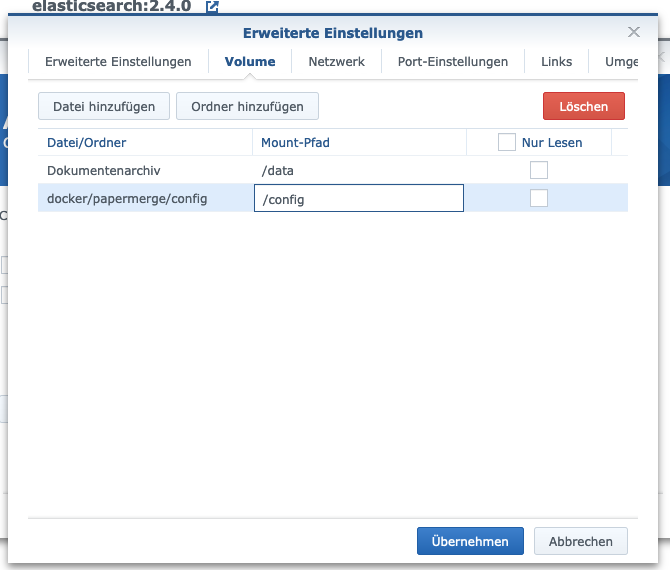 elasticsearch:2.4.0
Erweiterte Einstellungen
Erweiterte Einstellungen Volume Netzwerk Port-Einstellungen Links Umge
Datei hinzufügen Ordner hinzufügen Löschen
Datei/Ordner Mount-Pfad Nur Lesen
Dokumentenarchiv /data
docker/papermerge/config /config
Übernehmen Abbrechen